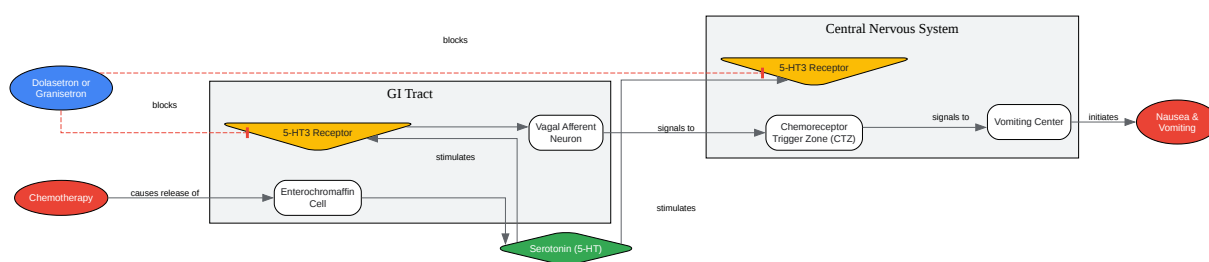 Central Nervous System
blocks
5-HT3 Receptor
Dolasetron or
Granisetron
GI Tract
blocks
5-HT3 Receptor
Vagal Afferent
Neuron
signals to
Chemoreceptor
Trigger Zone (CTZ)
signals to
Vomiting Center
initiates
Nausea &
Vomiting
stimulates
Chemotherapy
causes release of
Enterochromaffin
Cell
stimulates
Serotonin (5-HT)